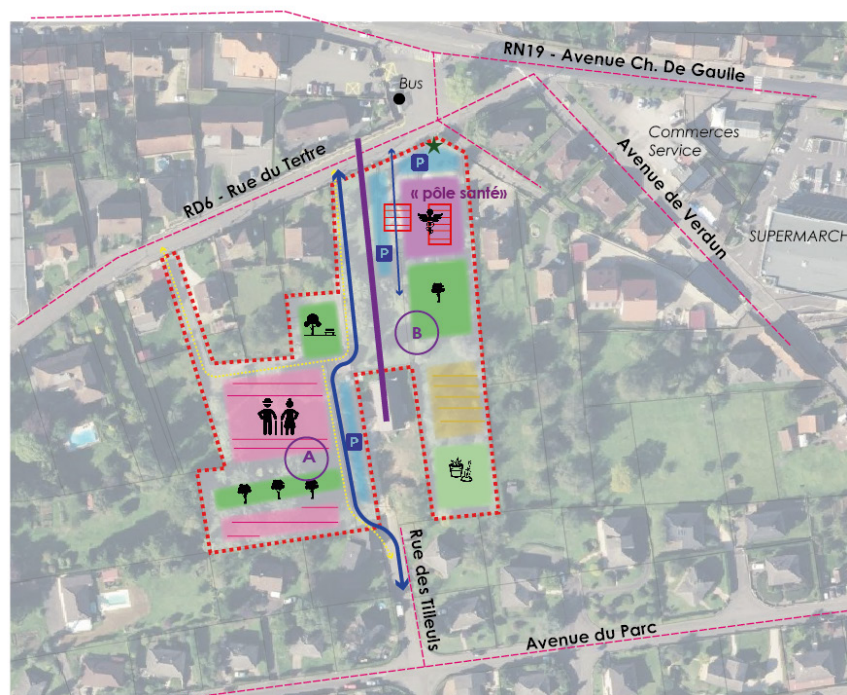 RN19 - Avenue Ch. De Gaulle
Bus
Commerces
Service
Avenue de Verdun
RD6 - Rue du Tertre
P
« pôle santé»
SUPERMARCH
P
B
P
A
Rue des Tilleuls
Avenue du Parc